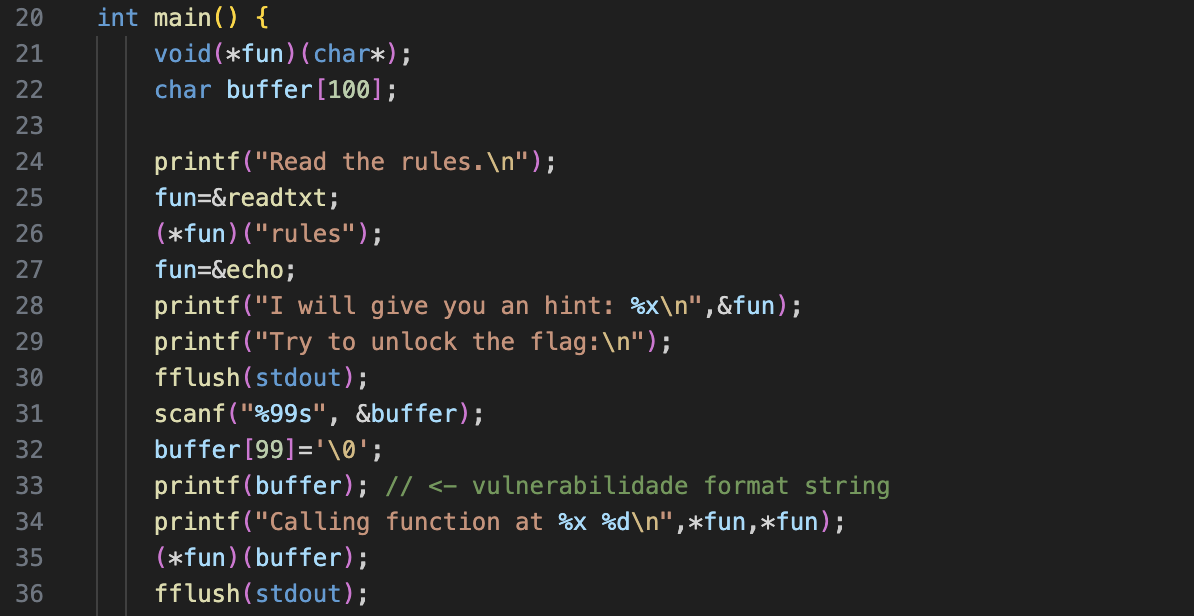 20 int main() {
21 void(*fun)(char*);
22 char buffer[100];
23
24 printf("Read the rules.\n");
25 fun=&readtxt;
26 (*fun)("rules");
27 fun=&echo;
28 printf("I will give you an hint: %x\n",&fun);
29 printf("Try to unlock the flag:\n");
30 fflush(stdout);
31 scanf("%99s", &buffer);
32 buffer[99]='\0';
33 printf(buffer); // <- vulnerabilidade format string
34 printf("Calling function at %x %d\n",*fun,*fun);
35 (*fun)(buffer);
36 fflush(stdout);